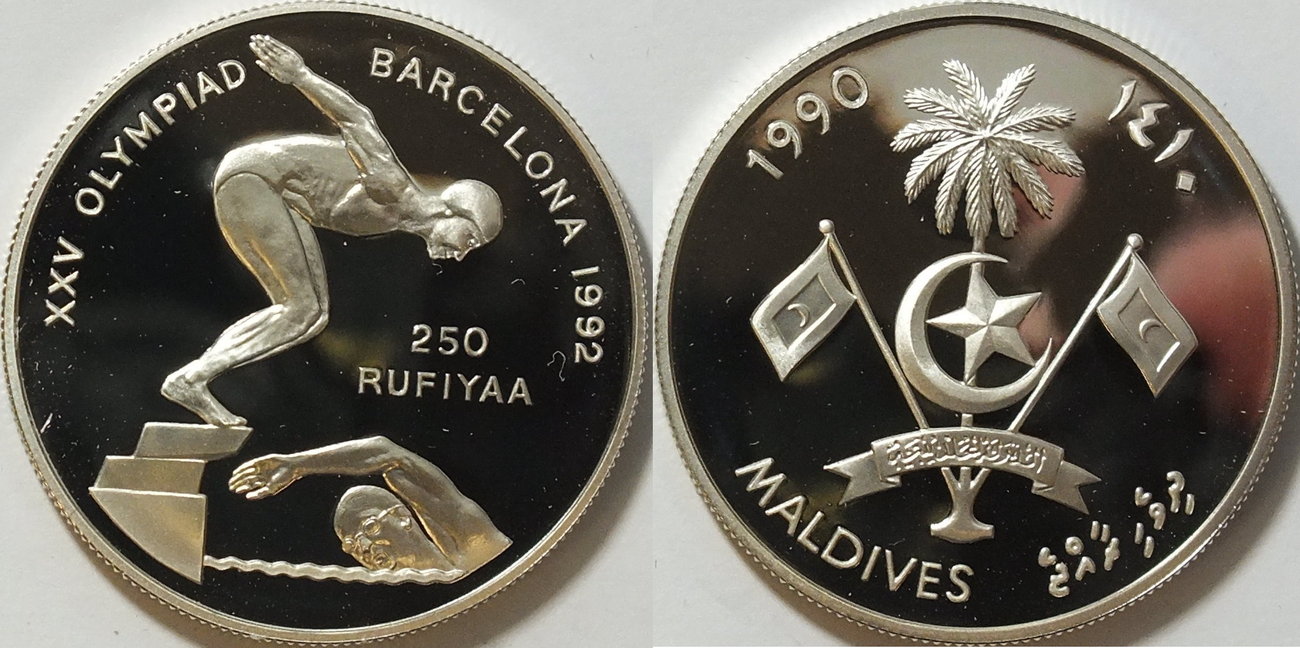 XXV OLYMPIAD BARCELONA 1992
250
RUFIYAA
1990
١٤١٠
MALDIVES